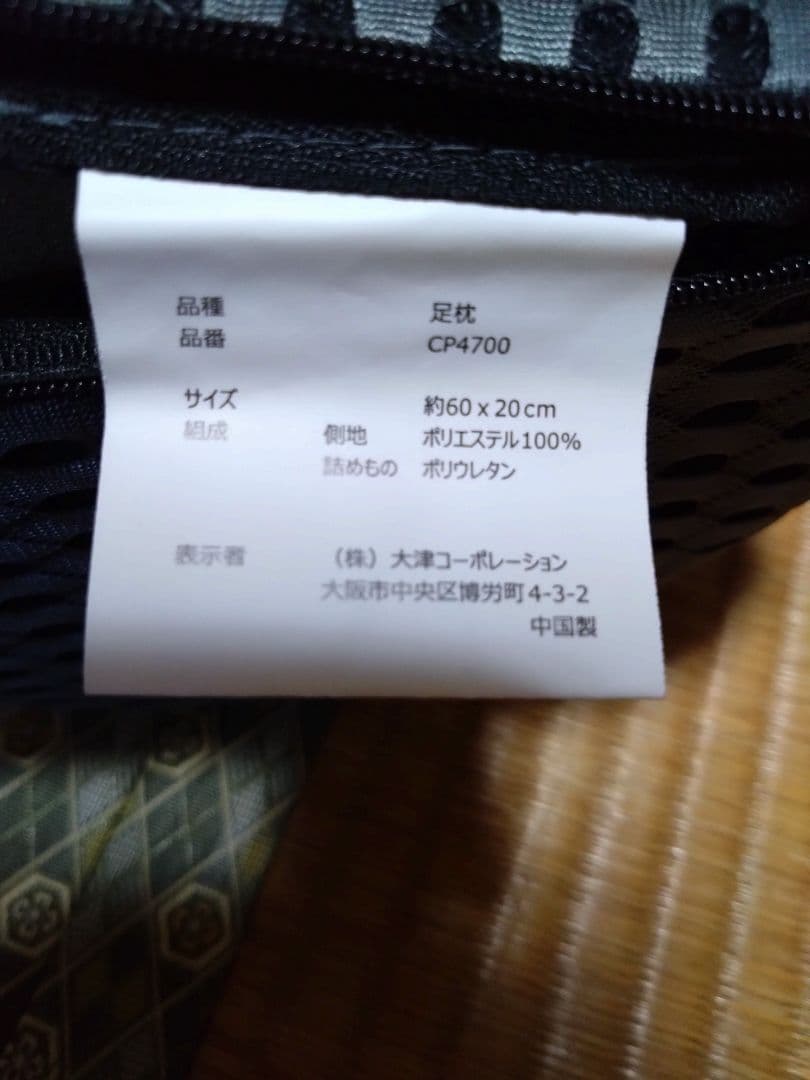 品種 足枕
品番 CP4700
サイズ 約60 x 20cm
組成 側地 ポリエステル100%
詰めもの ポリウレタン
表示者 （株）大津コーポレーション
大阪市中央区博労町4-3-2
中国製